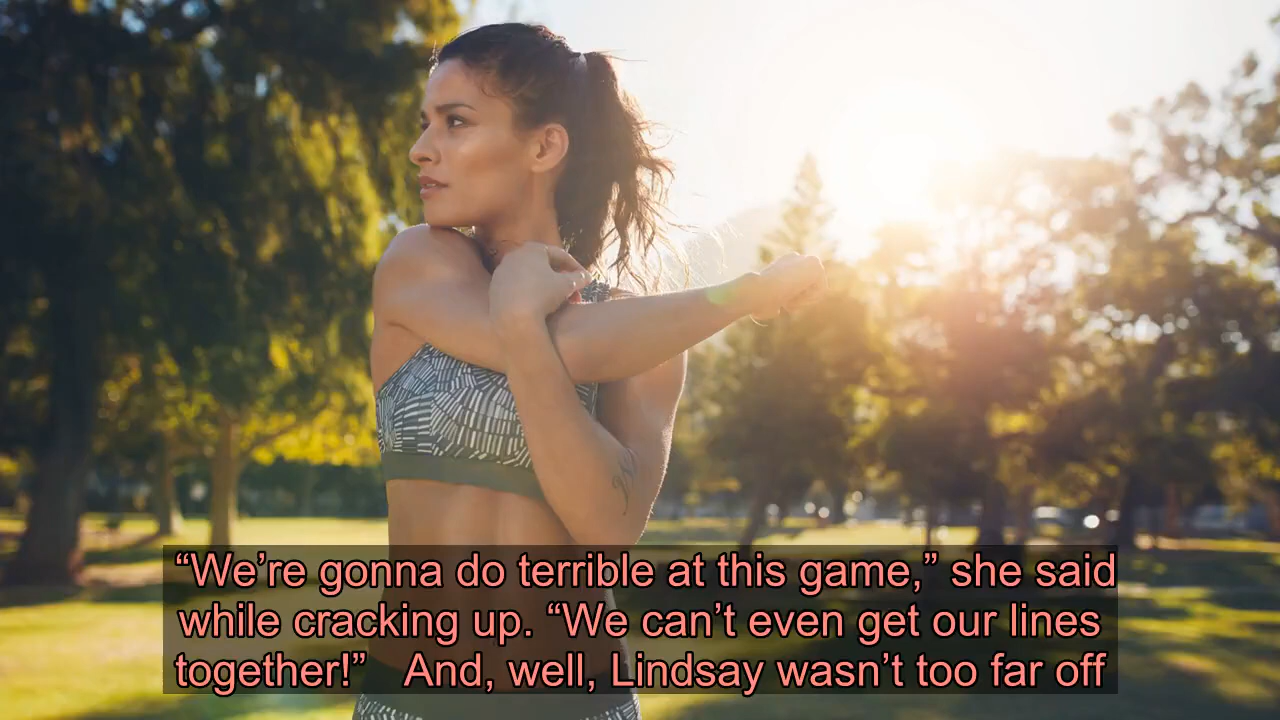 “We’re gonna do terrible at this game,” she said
while cracking up. “We can’t even get our lines
together!”   And, well, Lindsay wasn’t too far off